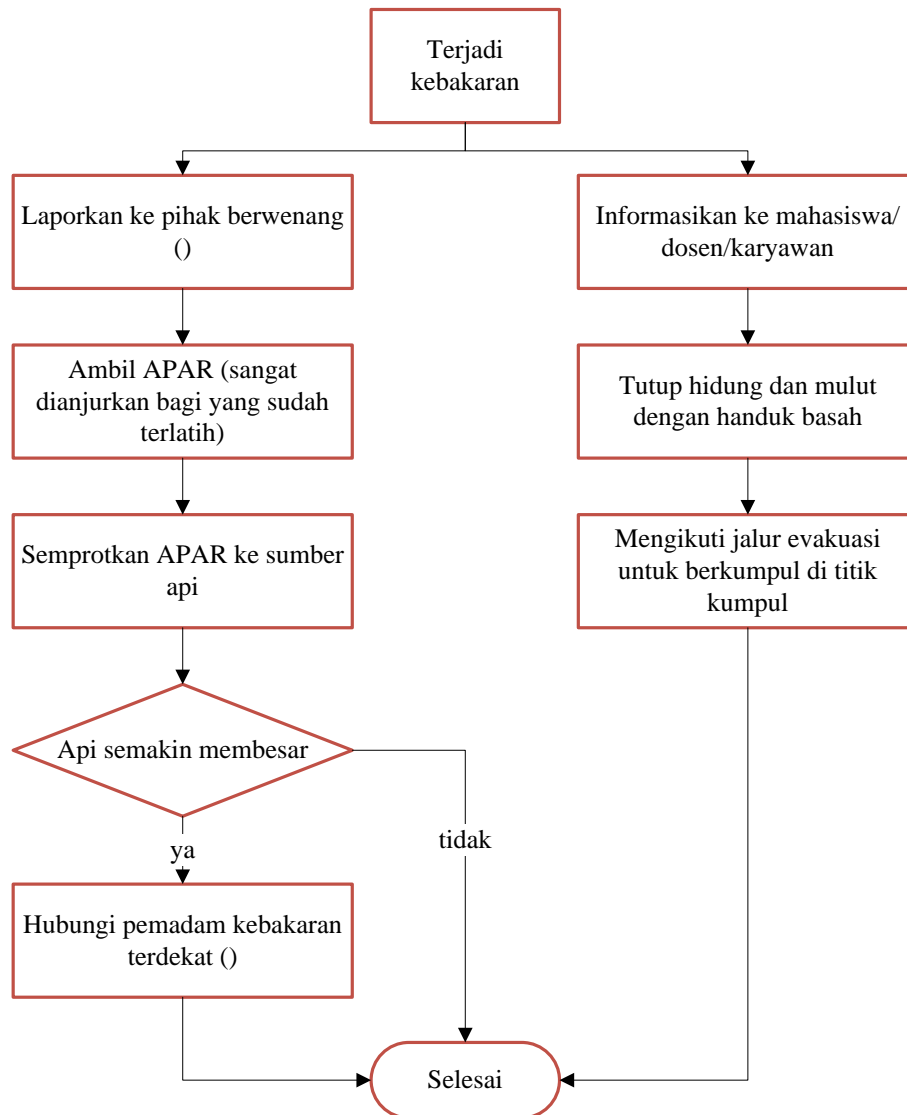 Terjadi
kebakaran
Laporkan ke pihak berwenang
()
Informasikan ke mahasiswa/
dosen/karyawan
Ambil APAR (sangat
dianjurkan bagi yang sudah
terlatih)
Tutup hidung dan mulut
dengan handuk basah
Semprotkan APAR ke sumber
api
Mengikuti jalur evakuasi
untuk berkumpul di titik
kumpul
Api semakin membesar
ya
tidak
Hubungi pemadam kebakaran
terdekat ()
Selesai